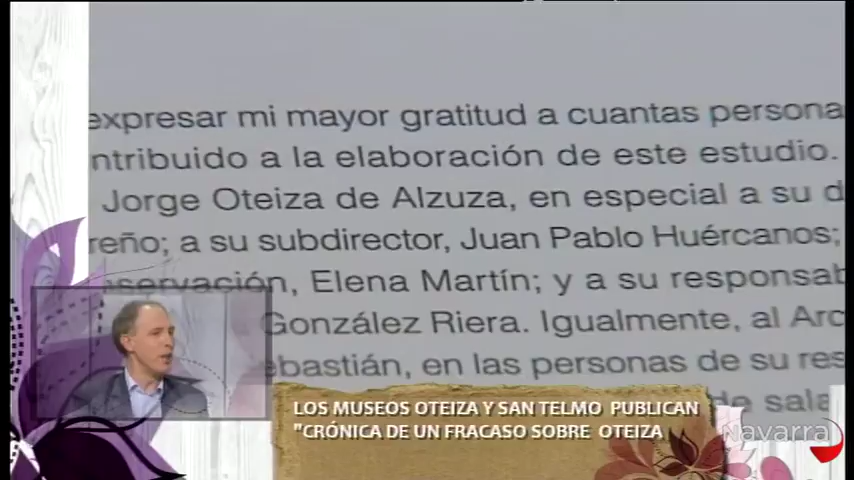 expresar mi mayor gratitud a cuantas persona
ntribuido a la elaboración de este estudio.
Jorge Oteiza de Alzuza, en especial a su d
reño; a su subdirector, Juan Pablo Huércanos;
servación, Elena Martín; y a su responsab
González Riera. Igualmente, al Arc
ebastián, en las personas de su res
de sala
LOS MUSEOS OTEIZA Y SAN TELMO PUBLICAN
"CRÓNICA DE UN FRACASO SOBRE OTEIZA
Navarra